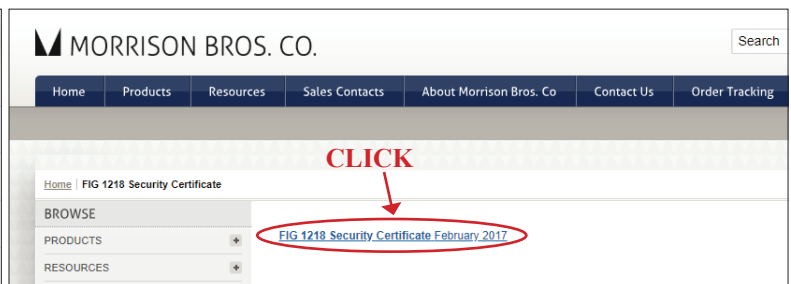 MORRISON BROS. CO.
Search
Home Products Resources Sales Contacts About Morrison Bros. Co Contact Us Order Tracking
CLICK
Home | FIG 1218 Security Certificate
BROWSE
PRODUCTS +
FIG 1218 Security Certificate February 2017
RESOURCES +